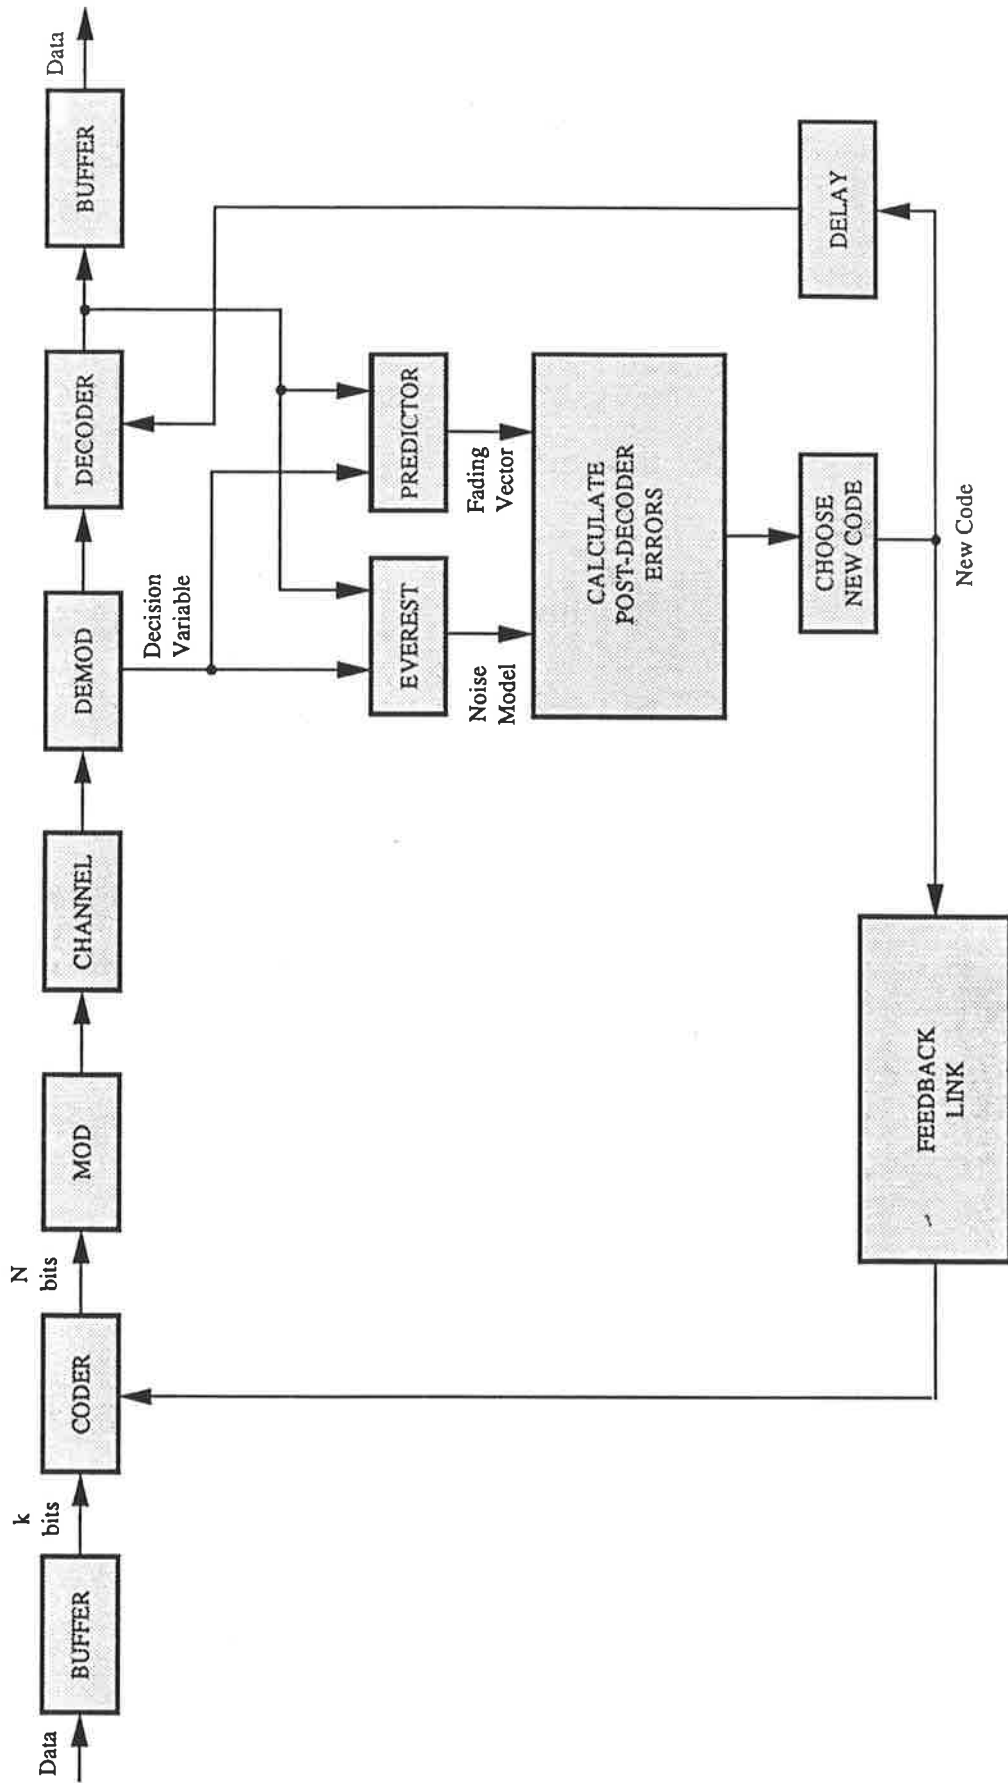 Data
BUFFER
k
bits
CODER
N
bits
MOD
CHANNEL
DEMOD
DECODER
BUFFER
Data
Decision
Variable
EVEREST
PREDICTOR
Noise
Model
Fading
Vector
CALCULATE
POST-DECODER
ERRORS
CHOOSE
NEW CODE
DELAY
New Code
FEEDBACK
LINK